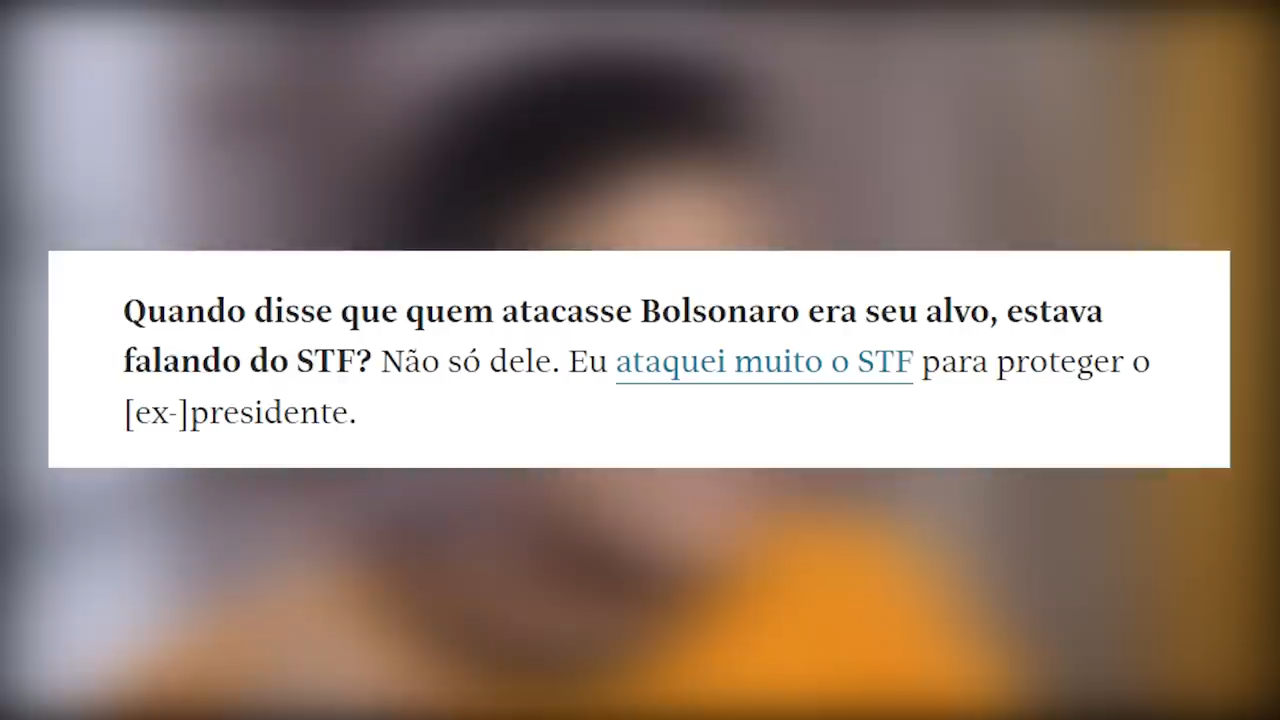 Quando disse que quem atacasse Bolsonaro era seu alvo, estava
falando do STF? Não só dele. Eu ataquei muito o STF para proteger o
[ex-]presidente.